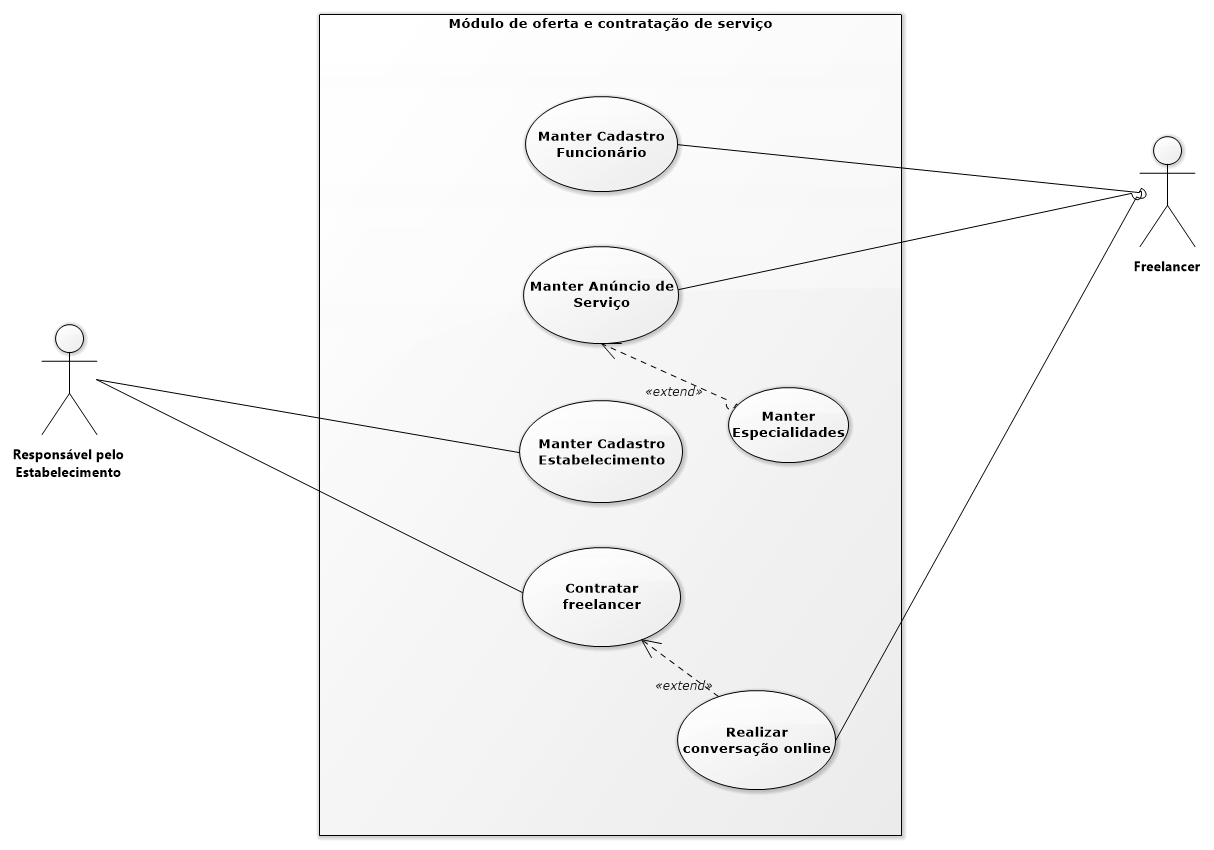 Módulo de oferta e contratação de serviço
Manter Cadastro
Funcionário
Freelancer
Manter Anúncio de
Serviço
«extend»
Manter
Especialidades
Manter Cadastro
Estabelecimento
Responsável pelo
Estabelecimento
Contratar
freelancer
«extend»
Realizar
conversação online